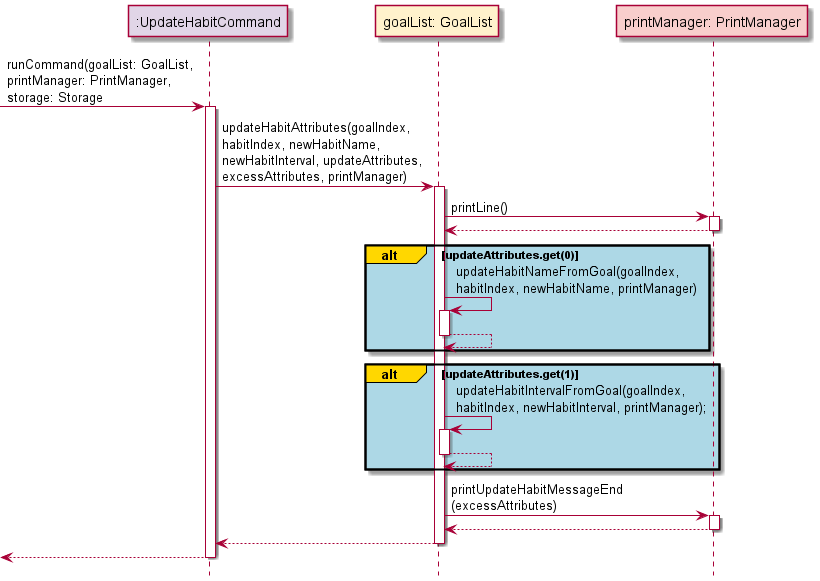 :UpdateHabitCommand
goalList: GoalList
printManager: PrintManager
runCommand(goalList: GoalList,
printManager: PrintManager,
storage: Storage
updateHabitAttributes(goalIndex,
habitIndex, newHabitName,
newHabitInterval, updateAttributes,
excessAttributes, printManager)
printLine()
alt
[updateAttributes.get(0)]
updateHabitNameFromGoal(goalIndex,
habitIndex, newHabitName, printManager)
alt
[updateAttributes.get(1)]
updateHabitIntervalFromGoal(goalIndex,
habitIndex, newHabitInterval, printManager);
printUpdateHabitMessageEnd
(excessAttributes)